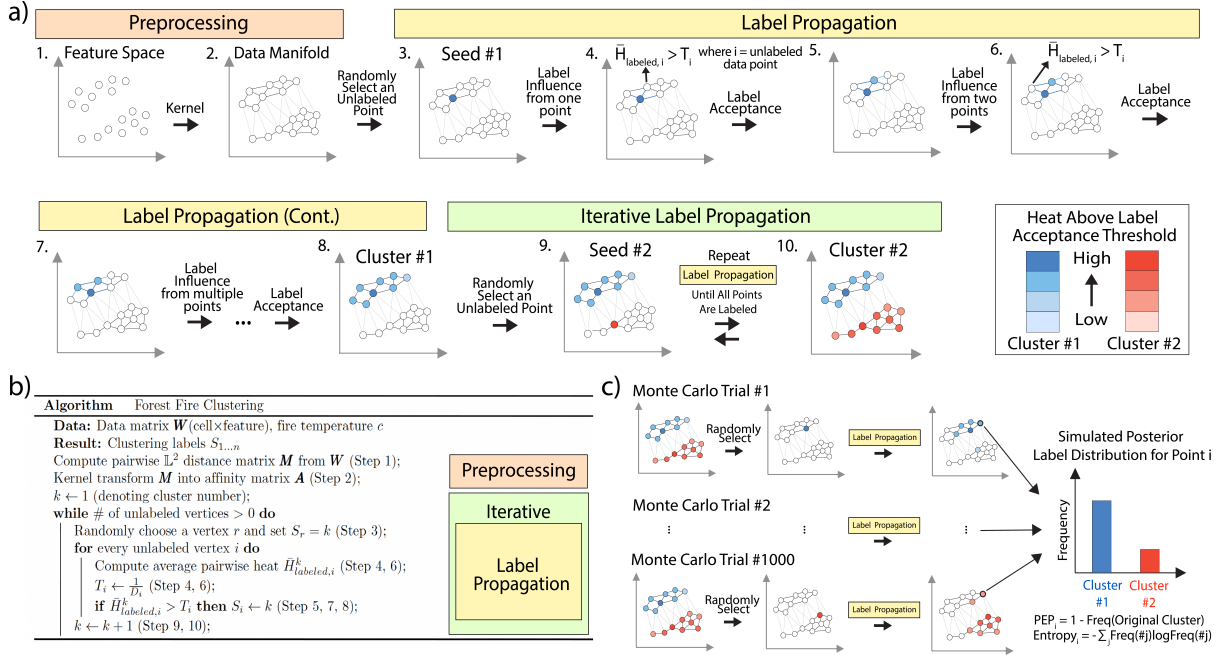 a)
Preprocessing
Label Propagation
1. Feature Space
Kernel
2. Data Manifold
Randomly
Select an
Unlabeled
Point
3. Seed #1
Label
Influence
from one
point
4. H̄labeled, i > Ti
where i = unlabeled
data point
Label
Acceptance
5.
Label
Influence
from two
points
6. H̄labeled, i > Ti
Label
Acceptance
Label Propagation (Cont.)
Iterative Label Propagation
7.
Label
Influence
from multiple
points
...
Label
Acceptance
8. Cluster #1
Randomly
Select an
Unlabeled Point
9. Seed #2
Repeat
Label Propagation
Until All Points
Are Labeled
10. Cluster #2
Heat Above Label
Acceptance Threshold
High
Low
Cluster #1
Cluster #2
b)
Algorithm Forest Fire Clustering
Data: Data matrix W(cell×feature), fire temperature c
Result: Clustering labels S1...n
Compute pairwise 𝕃² distance matrix M from W (Step 1);
Kernel transform M into affinity matrix A (Step 2);
k ← 1 (denoting cluster number);
while # of unlabeled vertices > 0 do
Randomly choose a vertex r and set Sr = k (Step 3);
for every unlabeled vertex i do
Compute average pairwise heat H̄ᵏlabeled,i (Step 4, 6);
Ti ← 1/Di (Step 4, 6);
if H̄ᵏlabeled,i > Ti then Si ← k (Step 5, 7, 8);
k ← k + 1 (Step 9, 10);
Preprocessing
Iterative
Label
Propagation
c)
Monte Carlo Trial #1
Randomly
Select
Label Propagation
Monte Carlo Trial #2
Label Propagation
Monte Carlo Trial #1000
Randomly
Select
Label Propagation
Simulated Posterior
Label Distribution for Point i
Frequency
Cluster
#1
Cluster
#2
PEPi = 1 - Freq(Original Cluster)
Entropyi = -∑j Freq(#j)logFreq(#j)